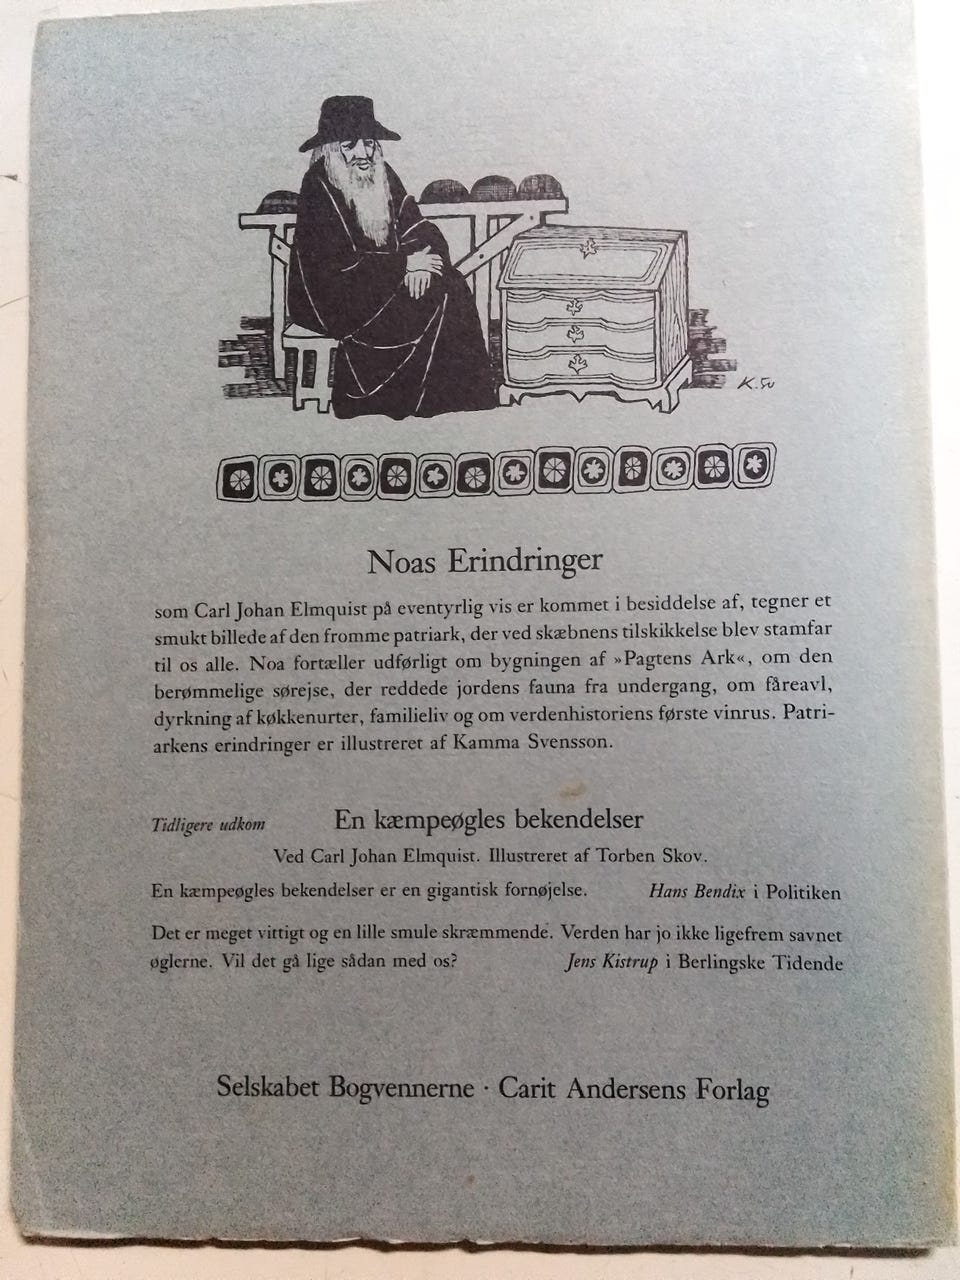 K. Sv
Noas Erindringer
som Carl Johan Elmquist på eventyrlig vis er kommet i besiddelse af, tegner et
smukt billede af den fromme patriark, der ved skæbnens tilskikkelse blev stamfar
til os alle. Noa fortæller udførligt om bygningen af »Pagtens Ark«, om den
berømmelige sørejse, der reddede jordens fauna fra undergang, om fåreavl,
dyrkning af køkkenurter, familieliv og om verdenhistoriens første vinrus. Patri-
arkens erindringer er illustreret af Kamma Svensson.
Tidligere udkom En kæmpeøgles bekendelser
Ved Carl Johan Elmquist. Illustreret af Torben Skov.
En kæmpeøgles bekendelser er en gigantisk fornøjelse. Hans Bendix i Politiken
Det er meget vittigt og en lille smule skræmmende. Verden har jo ikke ligefrem savnet
øglerne. Vil det gå lige sådan med os? Jens Kistrup i Berlingske Tidende
Selskabet Bogvennerne · Carit Andersens Forlag